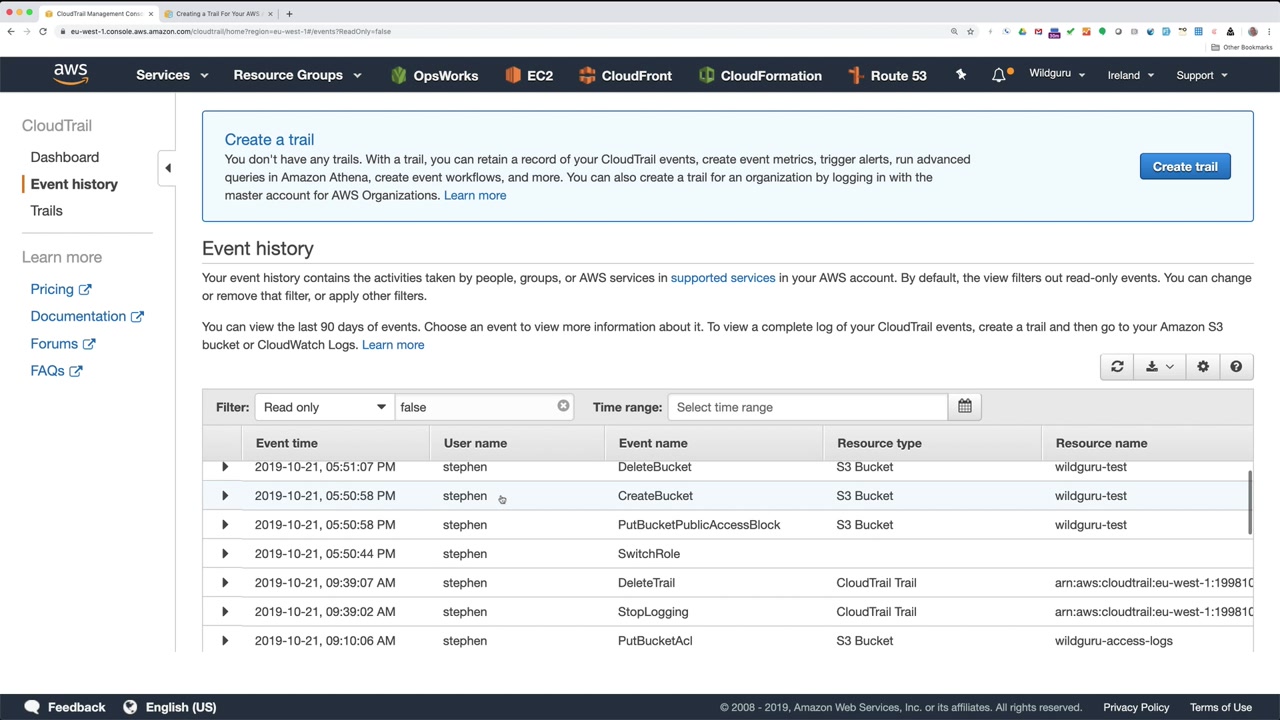 CloudTrail Management Cons
Creating a Trail For Your AWS
eu-west-1.console.aws.amazon.com/cloudtrail/home?region=eu-west-1#/events?ReadOnly=false
Other Bookmarks
aws
Services
Resource Groups
OpsWorks
EC2
CloudFront
CloudFormation
Route 53
Wildguru
Ireland
Support
CloudTrail
Dashboard
Event history
Trails
Learn more
Pricing
Documentation
Forums
FAQs
Create a trail
You don't have any trails. With a trail, you can retain a record of your CloudTrail events, create event metrics, trigger alerts, run advanced
queries in Amazon Athena, create event workflows, and more. You can also create a trail for an organization by logging in with the
master account for AWS Organizations. Learn more
Create trail
Event history
Your event history contains the activities taken by people, groups, or AWS services in supported services in your AWS account. By default, the view filters out read-only events. You can change
or remove that filter, or apply other filters.
You can view the last 90 days of events. Choose an event to view more information about it. To view a complete log of your CloudTrail events, create a trail and then go to your Amazon S3
bucket or CloudWatch Logs. Learn more
Filter: Read only false Time range: Select time range
Event time User name Event name Resource type Resource name
2019-10-21, 05:51:07 PM stephen DeleteBucket S3 Bucket wildguru-test
2019-10-21, 05:50:58 PM stephen CreateBucket S3 Bucket wildguru-test
2019-10-21, 05:50:58 PM stephen PutBucketPublicAccessBlock S3 Bucket wildguru-test
2019-10-21, 05:50:44 PM stephen SwitchRole
2019-10-21, 09:39:07 AM stephen DeleteTrail CloudTrail Trail arn:aws:cloudtrail:eu-west-1:199810
2019-10-21, 09:39:02 AM stephen StopLogging CloudTrail Trail arn:aws:cloudtrail:eu-west-1:199810
2019-10-21, 09:10:06 AM stephen PutBucketAcl S3 Bucket wildguru-access-logs
Feedback
English (US)
© 2008 - 2019, Amazon Web Services, Inc. or its affiliates. All rights reserved.
Privacy Policy
Terms of Use